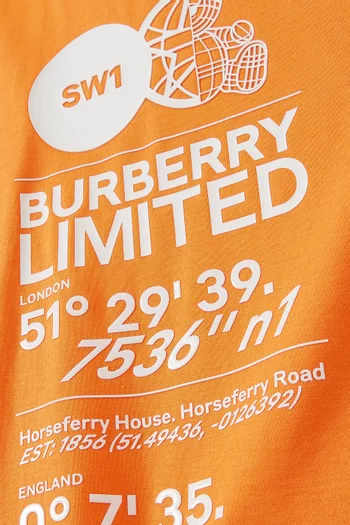 SW1
BURBERRY
LIMITED
LONDON
51° 29' 39.
7536" n1
Horseferry House. Horseferry Road
EST: 1856 (51.49436, -0126392)
ENGLAND
0° 7' 35.